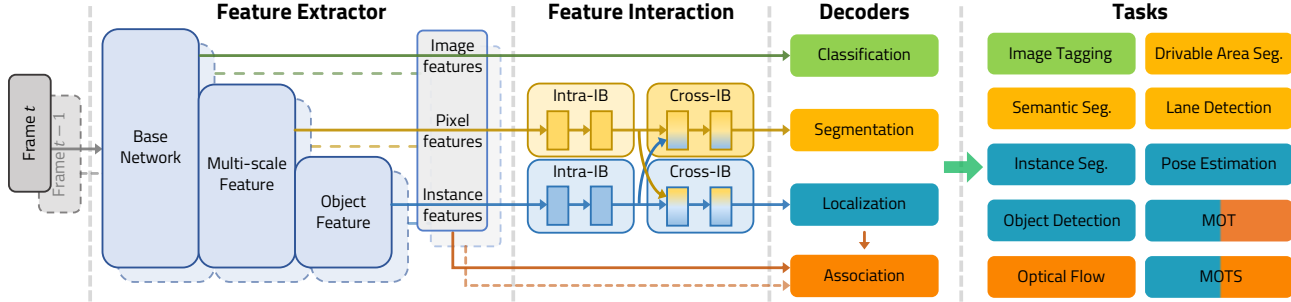 Feature Extractor
Feature Interaction
Decoders
Tasks
Frame t
Frame t − 1
Base
Network
Multi-scale
Feature
Object
Feature
Image
features
Pixel
features
Instance
features
Intra-IB
Cross-IB
Intra-IB
Cross-IB
Classification
Segmentation
Localization
Association
Image Tagging
Drivable Area Seg.
Semantic Seg.
Lane Detection
Instance Seg.
Pose Estimation
Object Detection
MOT
Optical Flow
MOTS